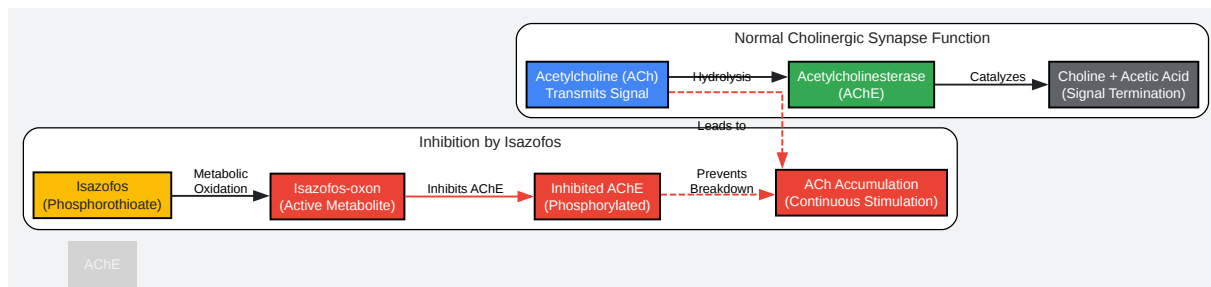 Normal Cholinergic Synapse Function
Acetylcholine (ACh)
Transmits Signal
Hydrolysis
Acetylcholinesterase
(AChE)
Catalyzes
Choline + Acetic Acid
(Signal Termination)
Leads to
Inhibition by Isazofos
Isazofos
(Phosphorothioate)
Metabolic
Oxidation
Isazofos-oxon
(Active Metabolite)
Inhibits AChE
Inhibited AChE
(Phosphorylated)
Prevents
Breakdown
ACh Accumulation
(Continuous Stimulation)
AChE